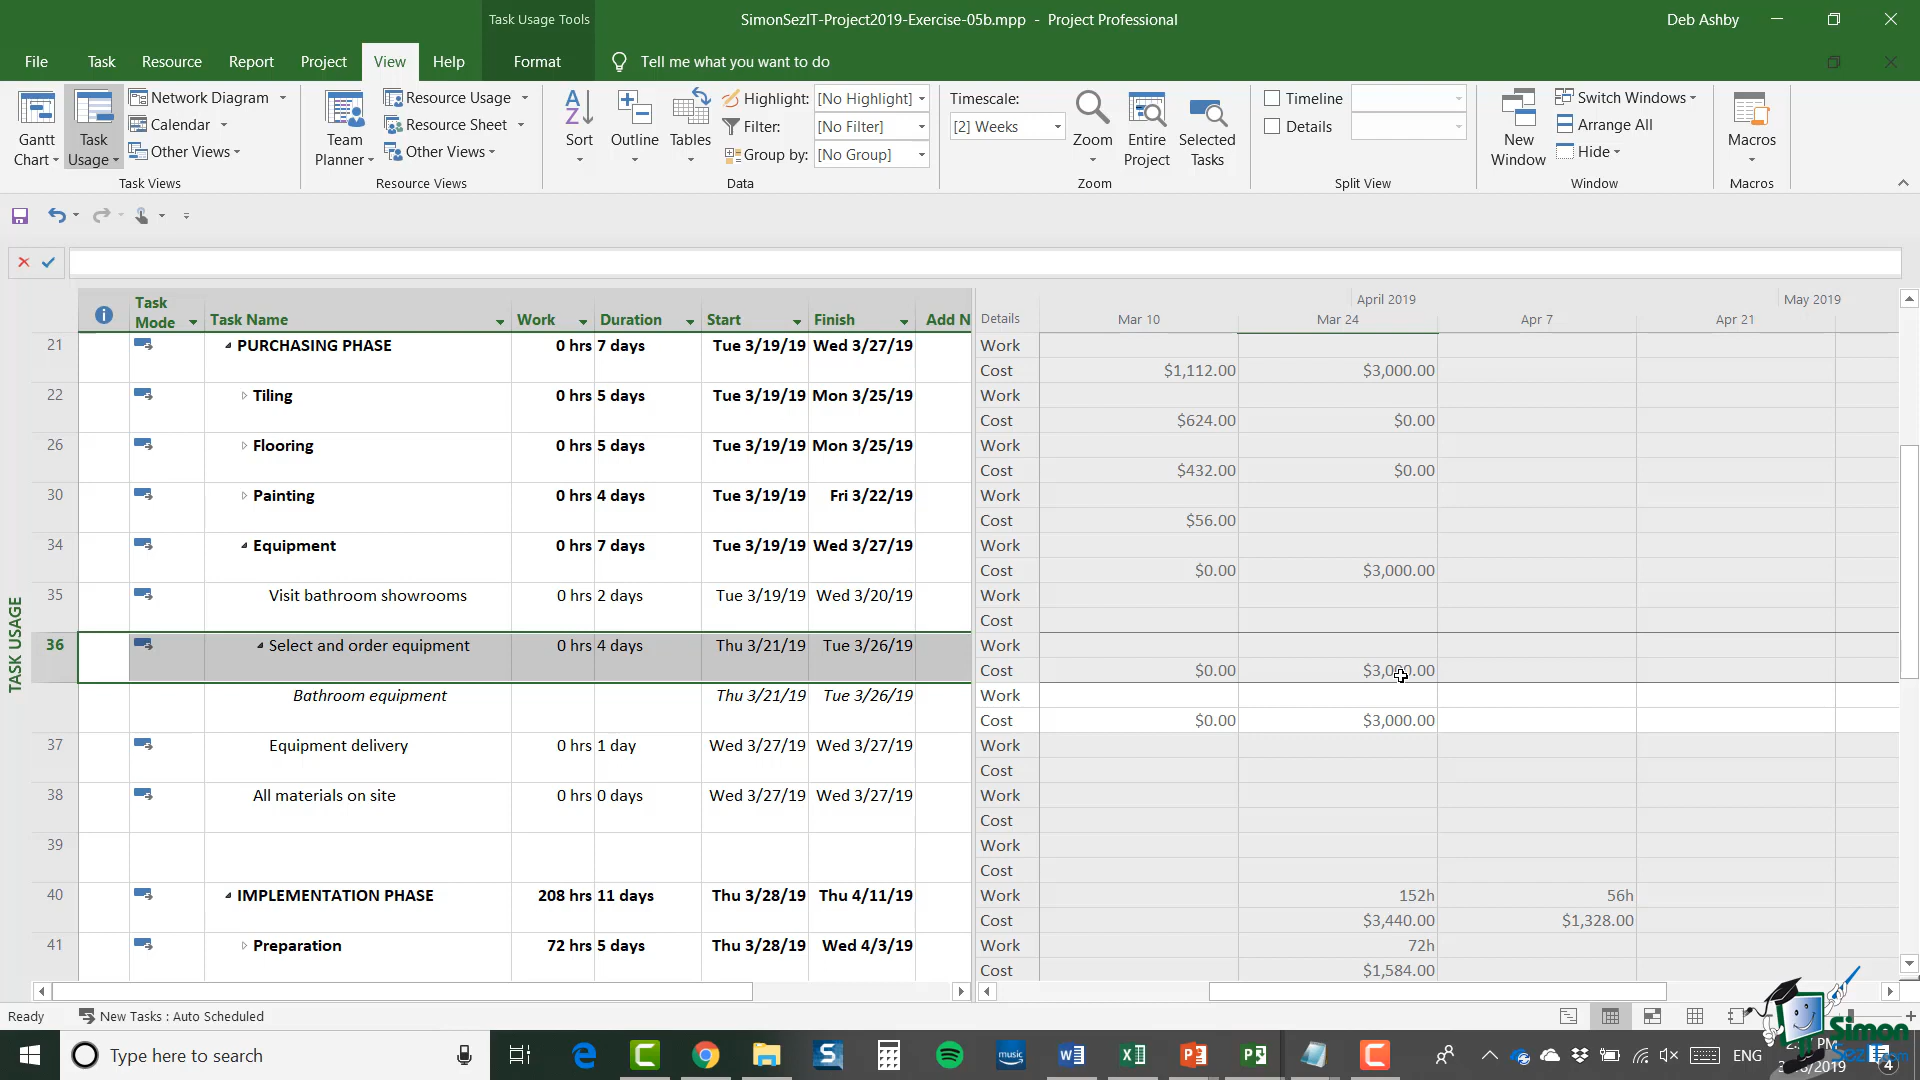 Task Usage Tools
SimonSezIT-Project2019-Exercise-05b.mpp - Project Professional
Deb Ashby
File Task Resource Report Project View Help Format Tell me what you want to do
Gantt Chart
Task Usage
Network Diagram
Calendar
Other Views
Task Views
Team Planner
Resource Usage
Resource Sheet
Other Views
Resource Views
Sort
Outline
Tables
Highlight: [No Highlight]
Filter: [No Filter]
Group by: [No Group]
Data
Timescale:
[2] Weeks
Zoom
Entire Project
Selected Tasks
Zoom
Timeline
Details
Split View
New Window
Switch Windows
Arrange All
Hide
Window
Macros
Macros
TASK USAGE
Task Mode Task Name Work Duration Start Finish Add N
Details April 2019 May 2019
Mar 10 Mar 24 Apr 7 Apr 21
21 PURCHASING PHASE 0 hrs 7 days Tue 3/19/19 Wed 3/27/19 Work
Cost $1,112.00 $3,000.00
22 Tiling 0 hrs 5 days Tue 3/19/19 Mon 3/25/19 Work
Cost $624.00 $0.00
26 Flooring 0 hrs 5 days Tue 3/19/19 Mon 3/25/19 Work
Cost $432.00 $0.00
30 Painting 0 hrs 4 days Tue 3/19/19 Fri 3/22/19 Work
Cost $56.00
34 Equipment 0 hrs 7 days Tue 3/19/19 Wed 3/27/19 Work
Cost $0.00 $3,000.00
35 Visit bathroom showrooms 0 hrs 2 days Tue 3/19/19 Wed 3/20/19 Work
Cost
36 Select and order equipment 0 hrs 4 days Thu 3/21/19 Tue 3/26/19 Work
Cost $0.00 $3,000.00
Bathroom equipment Thu 3/21/19 Tue 3/26/19 Work
Cost $0.00 $3,000.00
37 Equipment delivery 0 hrs 1 day Wed 3/27/19 Wed 3/27/19 Work
Cost
38 All materials on site 0 hrs 0 days Wed 3/27/19 Wed 3/27/19 Work
Cost
39 Work
Cost
40 IMPLEMENTATION PHASE 208 hrs 11 days Thu 3/28/19 Thu 4/11/19 Work 152h 56h
Cost $3,440.00 $1,328.00
41 Preparation 72 hrs 5 days Thu 3/28/19 Wed 4/3/19 Work 72h
Cost $1,584.00
Ready New Tasks : Auto Scheduled
Type here to search
music
ENG
4
Simon
SezIT